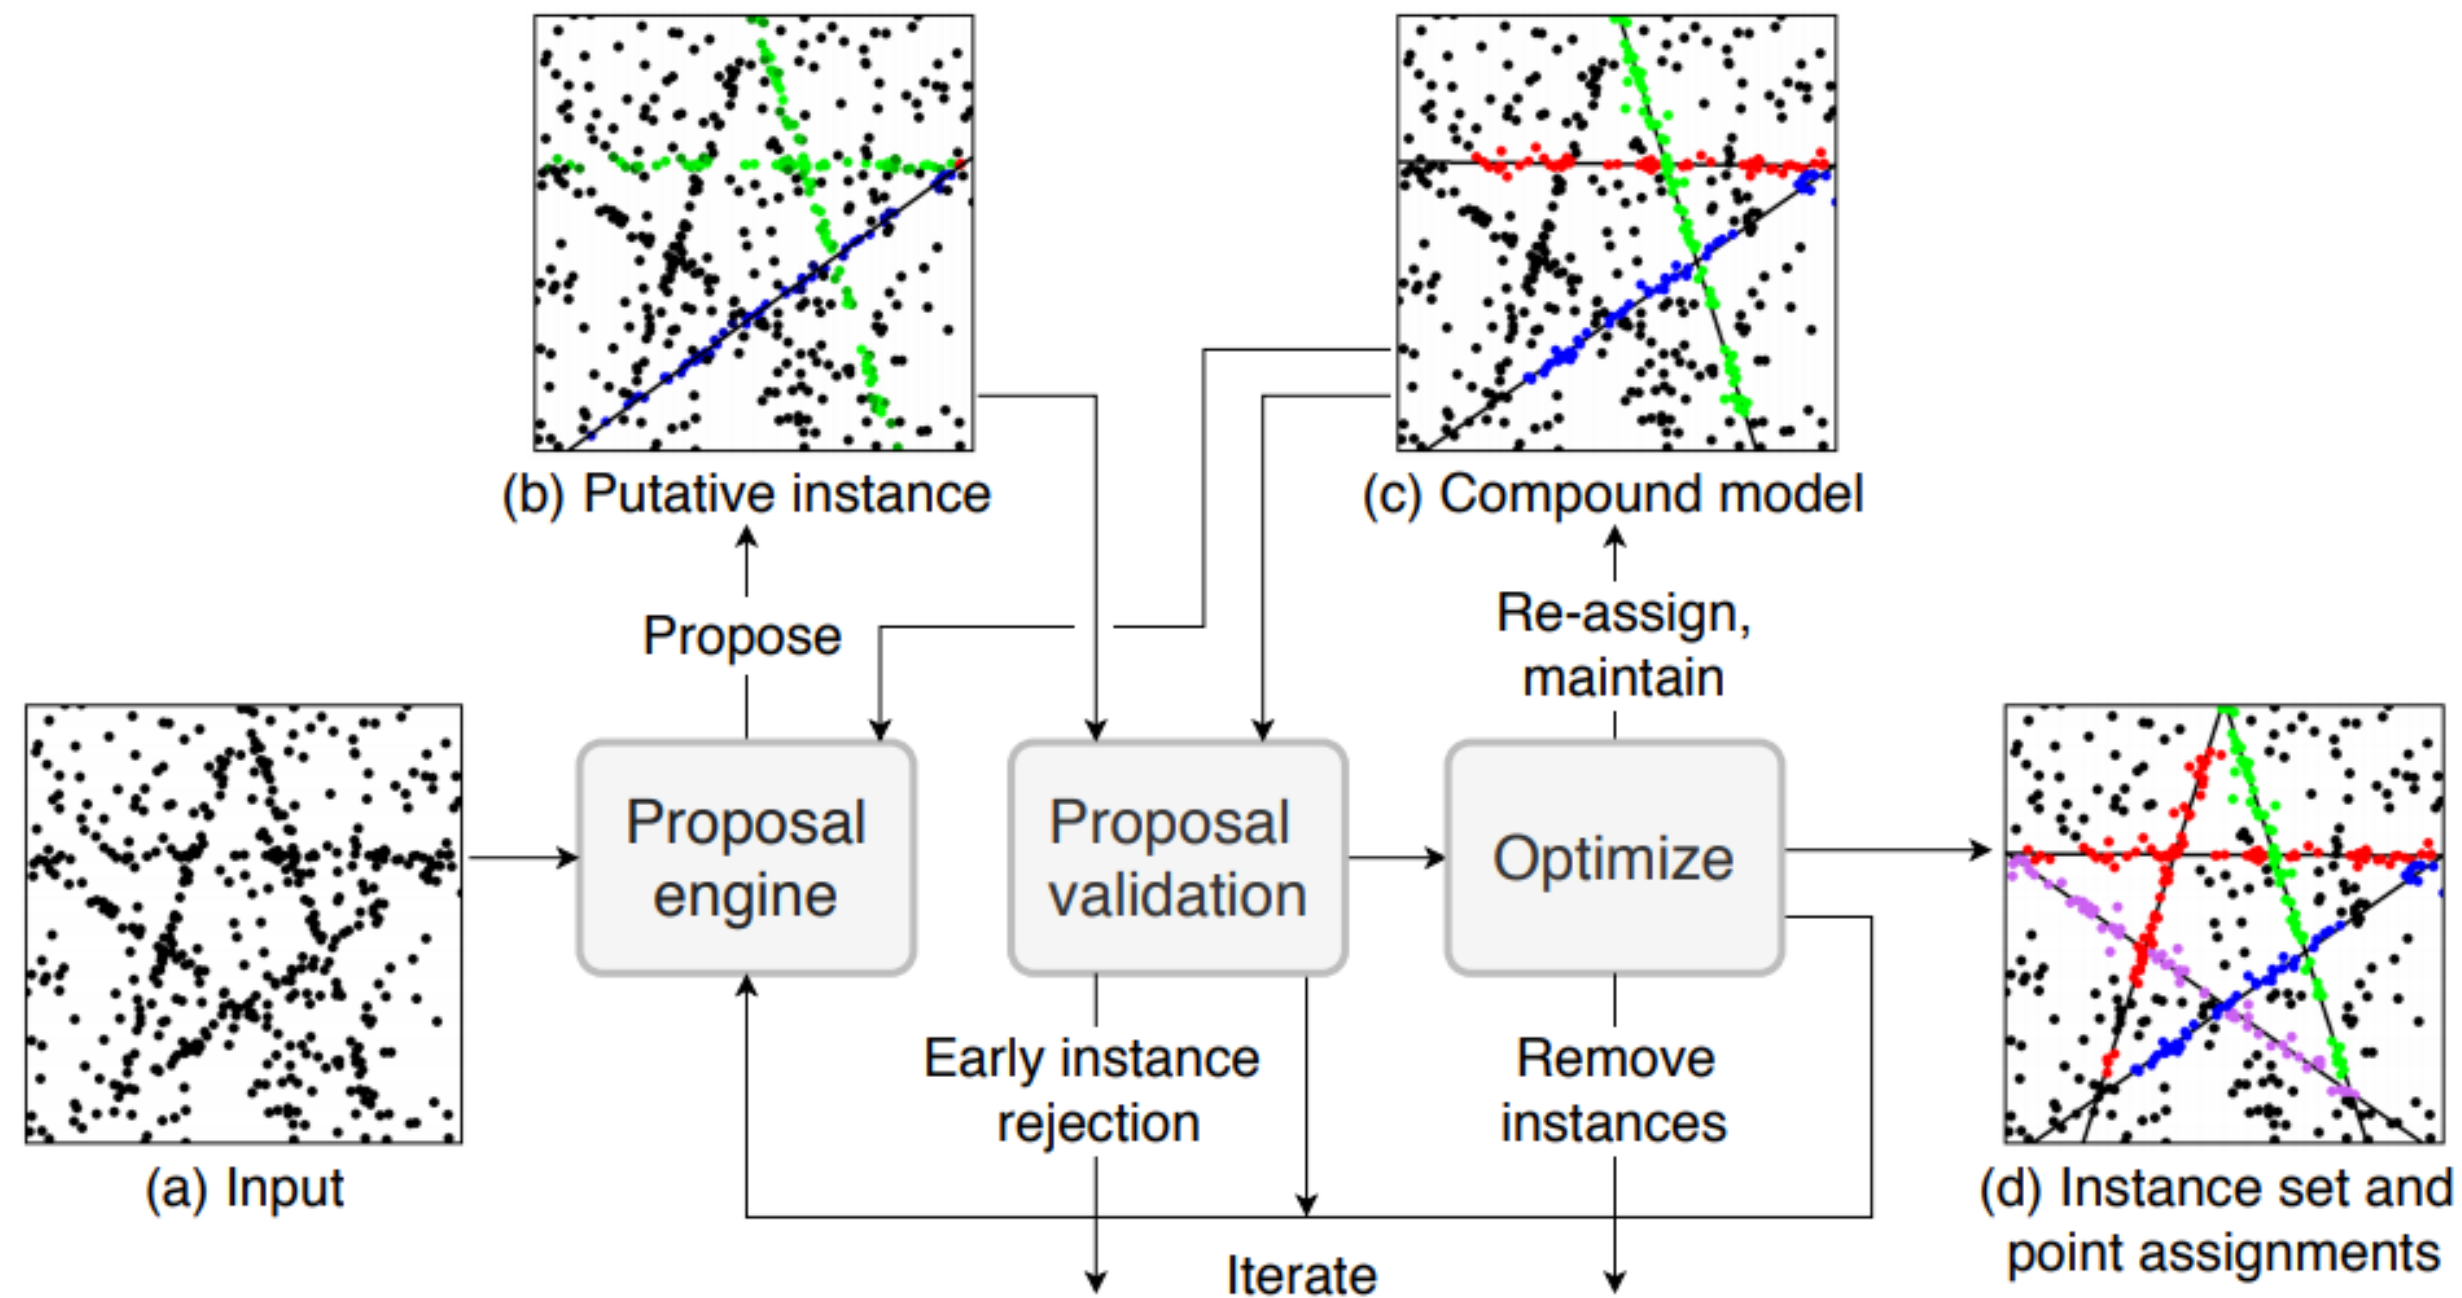 (b) Putative instance
(c) Compound model
Propose
Re-assign,
maintain
Proposal
engine
Proposal
validation
Optimize
Early instance
rejection
Remove
instances
(a) Input
(d) Instance set and
point assignments
Iterate